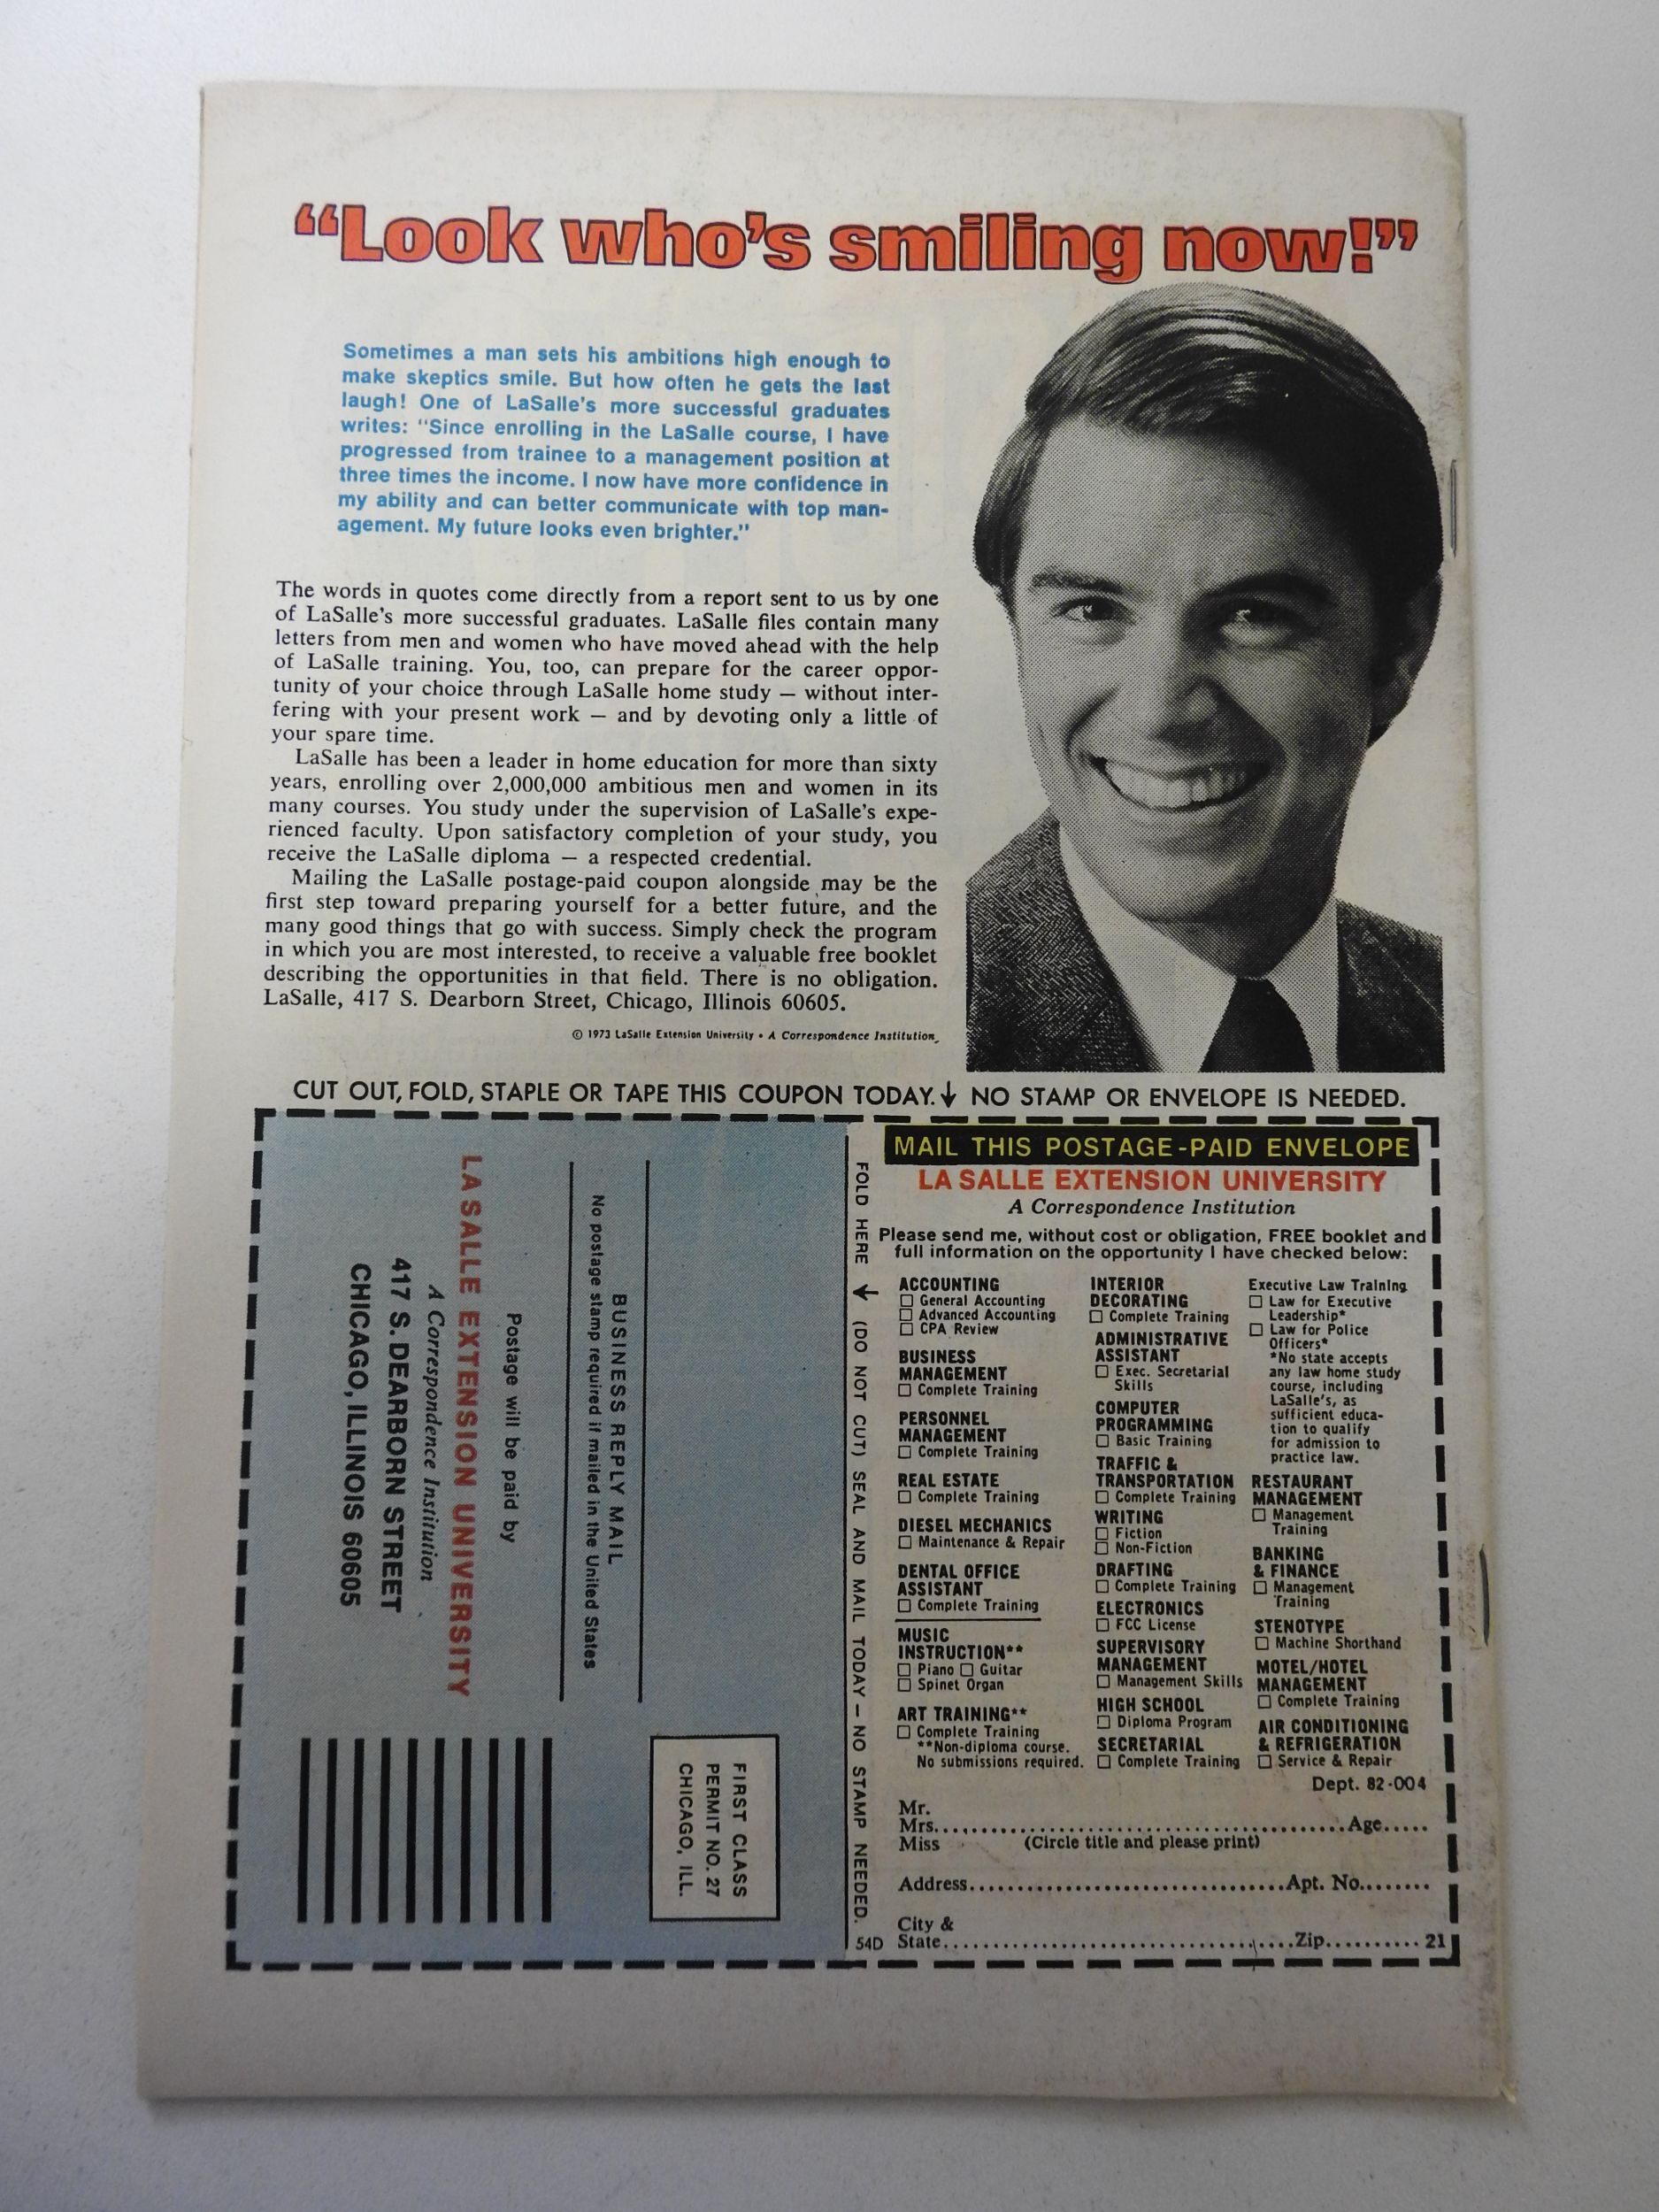 “Look who’s smiling now!”
Sometimes a man sets his ambitions high enough to
make skeptics smile. But how often he gets the last
laugh! One of LaSalle's more successful graduates
writes: "Since enrolling in the LaSalle course, I have
progressed from trainee to a management position at
three times the income. I now have more confidence in
my ability and can better communicate with top man-
agement. My future looks even brighter."
The words in quotes come directly from a report sent to us by one
of LaSalle's more successful graduates. LaSalle files contain many
letters from men and women who have moved ahead with the help
of LaSalle training. You, too, can prepare for the career oppor-
tunity of your choice through LaSalle home study — without inter-
fering with your present work — and by devoting only a little of
your spare time.
LaSalle has been a leader in home education for more than sixty
years, enrolling over 2,000,000 ambitious men and women in its
many courses. You study under the supervision of LaSalle's expe-
rienced faculty. Upon satisfactory completion of your study, you
receive the LaSalle diploma — a respected credential.
Mailing the LaSalle postage-paid coupon alongside may be the
first step toward preparing yourself for a better future, and the
many good things that go with success. Simply check the program
in which you are most interested, to receive a valuable free booklet
describing the opportunities in that field. There is no obligation.
LaSalle, 417 S. Dearborn Street, Chicago, Illinois 60605.
© 1973 LaSalle Extension University • A Correspondence Institution
CUT OUT, FOLD, STAPLE OR TAPE THIS COUPON TODAY.↓ NO STAMP OR ENVELOPE IS NEEDED.
FIRST CLASS
PERMIT NO. 27
CHICAGO, ILL.
BUSINESS REPLY MAIL
No postage stamp required if mailed in the United States
Postage will be paid by
LA SALLE EXTENSION UNIVERSITY
A Correspondence Institution
417 S. DEARBORN STREET
CHICAGO, ILLINOIS 60605
FOLD HERE ↓ (DO NOT CUT) SEAL AND MAIL TODAY — NO STAMP NEEDED.
54D
MAIL THIS POSTAGE-PAID ENVELOPE
LA SALLE EXTENSION UNIVERSITY
A Correspondence Institution
Please send me, without cost or obligation, FREE booklet and
full information on the opportunity I have checked below:
ACCOUNTING
☐ General Accounting
☐ Advanced Accounting
☐ CPA Review
BUSINESS
MANAGEMENT
☐ Complete Training
PERSONNEL
MANAGEMENT
☐ Complete Training
REAL ESTATE
☐ Complete Training
DIESEL MECHANICS
☐ Maintenance & Repair
DENTAL OFFICE
ASSISTANT
☐ Complete Training
MUSIC
INSTRUCTION**
☐ Piano ☐ Guitar
☐ Spinet Organ
ART TRAINING**
☐ Complete Training
**Non-diploma course.
No submissions required.
INTERIOR
DECORATING
☐ Complete Training
ADMINISTRATIVE
ASSISTANT
☐ Exec. Secretarial
Skills
COMPUTER
PROGRAMMING
☐ Basic Training
TRAFFIC &
TRANSPORTATION
☐ Complete Training
WRITING
☐ Fiction
☐ Non-Fiction
DRAFTING
☐ Complete Training
ELECTRONICS
☐ FCC License
SUPERVISORY
MANAGEMENT
☐ Management Skills
HIGH SCHOOL
☐ Diploma Program
SECRETARIAL
☐ Complete Training
Executive Law Training
☐ Law for Executive
Leadership*
☐ Law for Police
Officers*
*No state accepts
any law home study
course, including
LaSalle's, as
sufficient educa-
tion to qualify
for admission to
practice law.
RESTAURANT
MANAGEMENT
☐ Management
Training
BANKING
& FINANCE
☐ Management
Training
STENOTYPE
☐ Machine Shorthand
MOTEL/HOTEL
MANAGEMENT
☐ Complete Training
AIR CONDITIONING
& REFRIGERATION
☐ Service & Repair
Dept. 82-004
Mr.
Mrs.......................................Age.....
Miss (Circle title and please print)
Address.................................Apt. No........
City &
State....................................Zip.......... 21